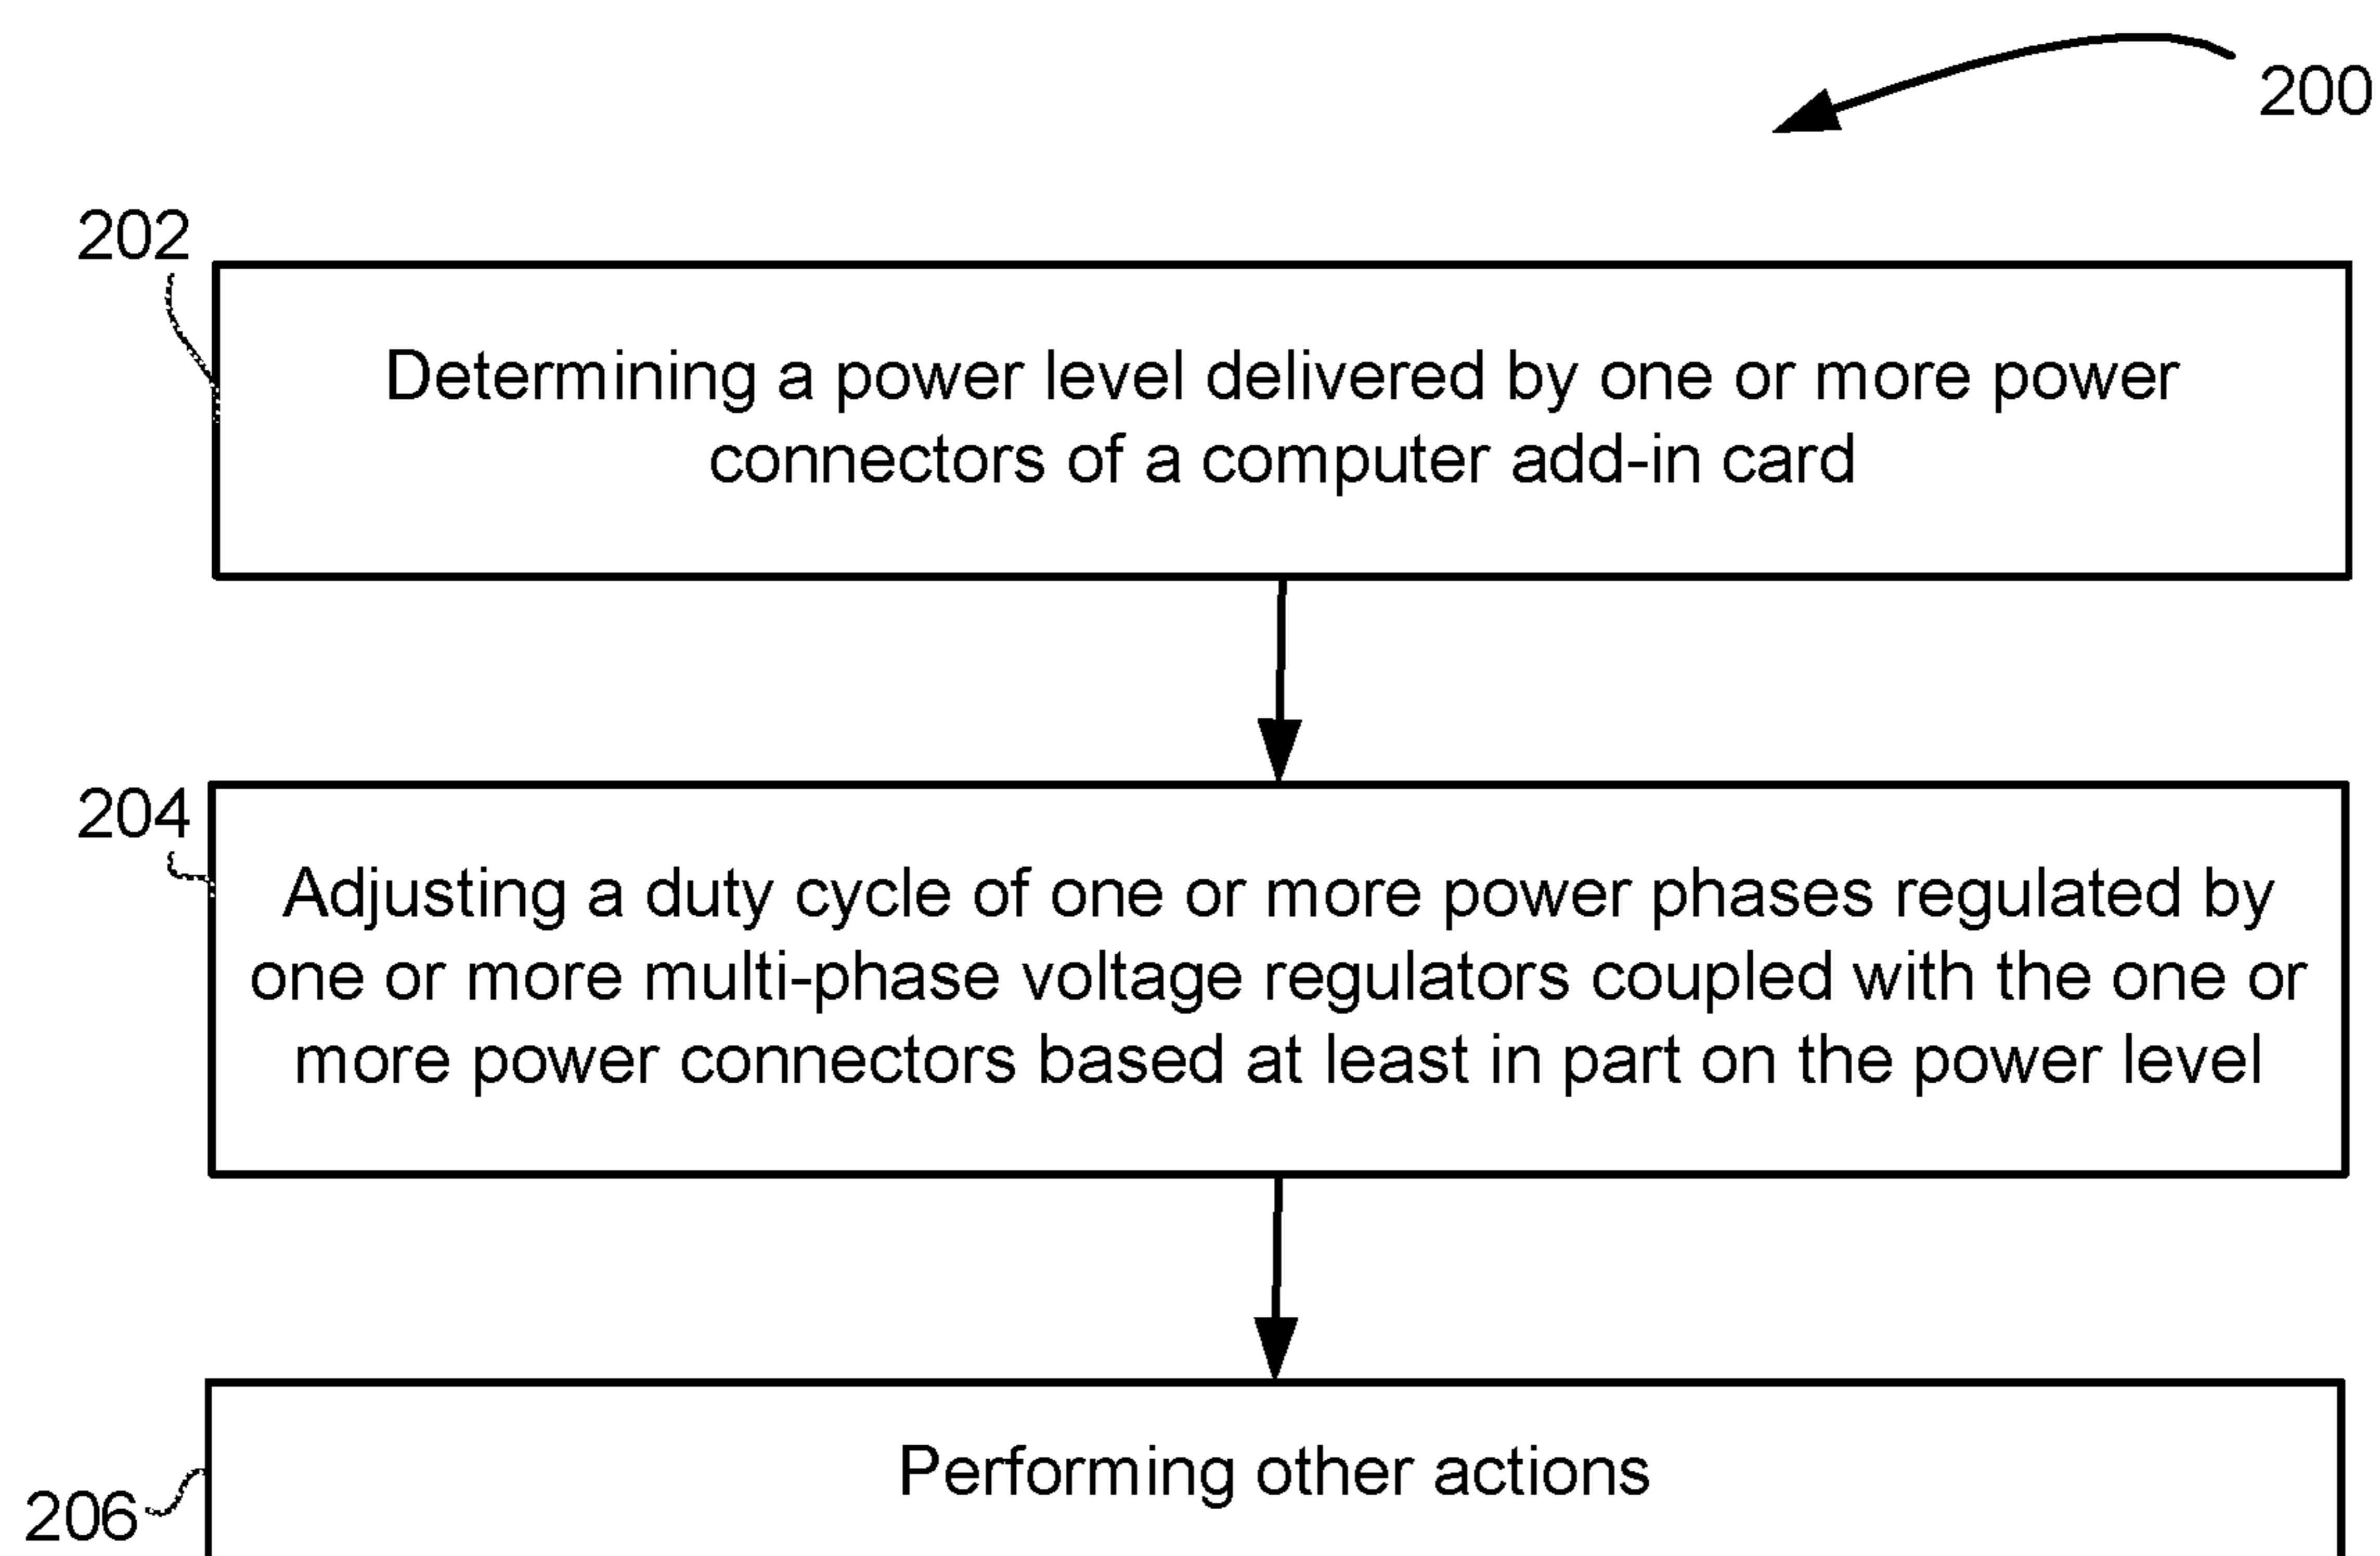 200
202
Determining a power level delivered by one or more power
connectors of a computer add-in card
204
Adjusting a duty cycle of one or more power phases regulated by
one or more multi-phase voltage regulators coupled with the one or
more power connectors based at least in part on the power level
Performing other actions
206